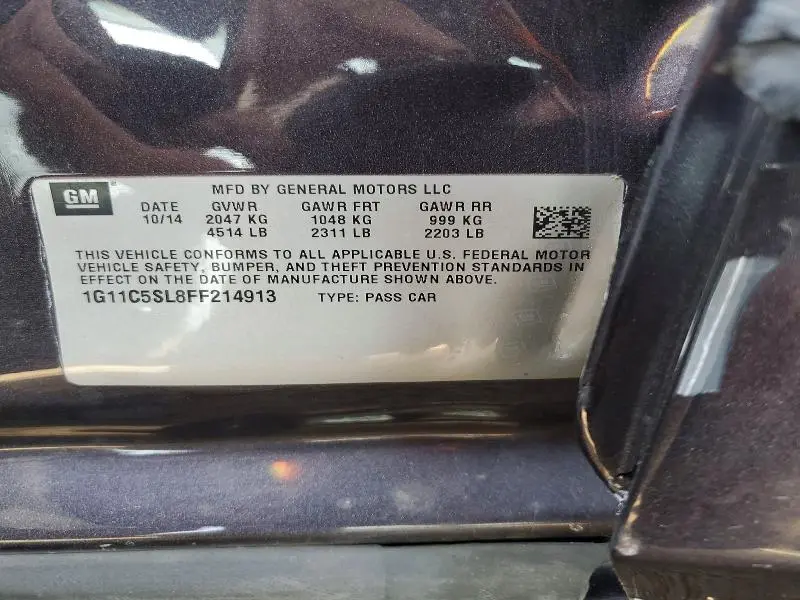 GM
MFD BY GENERAL MOTORS LLC
DATE GVWR GAWR FRT GAWR RR
10/14 2047 KG 1048 KG 999 KG
4514 LB 2311 LB 2203 LB
THIS VEHICLE CONFORMS TO ALL APPLICABLE U.S. FEDERAL MOTOR
VEHICLE SAFETY, BUMPER, AND THEFT PREVENTION STANDARDS IN
EFFECT ON THE DATE OF MANUFACTURE SHOWN ABOVE.
1G11C5SL8FF214913 TYPE: PASS CAR